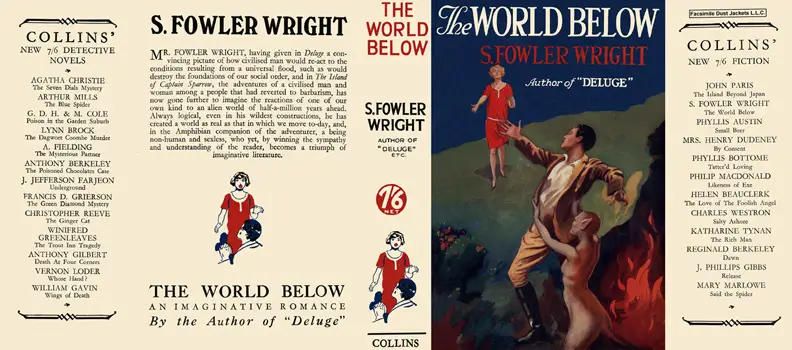 COLLINS'
NEW 7/6 DETECTIVE
NOVELS
AGATHA CHRISTIE
The Seven Dials Mystery
ARTHUR MILLS
The Blue Spider
G. D. H. & M. COLE
Poison in the Garden Suburb
LYNN BROCK
The Dagwort Coombe Murder
A. FIELDING
The Mysterious Partner
ANTHONY BERKELEY
The Poisoned Chocolates Case
J. JEFFERSON FARJEON
Underground
FRANCIS D. GRIERSON
The Green Diamond Mystery
CHRISTOPHER REEVE
The Ginger Cat
WINIFRED
GREENLEAVES
The Trout Inn Tragedy
ANTHONY GILBERT
Death At Four Corners
VERNON LODER
Whose Hand?
WILLIAM GAVIN
Wings of Death
S. FOWLER WRIGHT
MR. FOWLER WRIGHT, having given in Deluge a con-
vincing picture of how civilised man would re-act to the
conditions resulting from a universal flood, such as would
destroy the foundations of our social order, and in The Island
of Captain Sparrow, the adventures of a civilised man and
woman among a people that had reverted to barbarism, has
now gone further to imagine the reactions of one of our
own kind to an alien world of half-a-million years ahead.
Always logical, even in his wildest constructions, he has
created a world as real as that in which we move to-day, and,
in the Amphibian companion of the adventurer, a being
non-human and sexless, who yet, by winning the sympathy
and understanding of the reader, becomes a triumph of
imaginative literature.
THE WORLD BELOW
AN IMAGINATIVE ROMANCE
By the Author of "Deluge"
THE
WORLD
BELOW
S. FOWLER
WRIGHT
AUTHOR OF
"DELUGE"
ETC.
7/6
NET
COLLINS
The WORLD BELOW
S. FOWLER WRIGHT
Author of "DELUGE"
Facsimile Dust Jackets L.L.C.
COLLINS'
NEW 7/6 FICTION
JOHN PARIS
The Island Beyond Japan
S. FOWLER WRIGHT
The World Below
PHYLLIS AUSTIN
Small Beer
MRS. HENRY DUDENEY
By Consent
PHYLLIS BOTTOME
Tatter'd Loving
PHILIP MACDONALD
Likeness of Exe
HELEN BEAUCLERK
The Love of The Foolish Angel
CHARLES WESTRON
Salty Ashore
KATHARINE TYNAN
The Rich Man
REGINALD BERKELEY
Dawn
J. PHILLIPS GIBBS
Release
MARY MARLOWE
Said the Spider